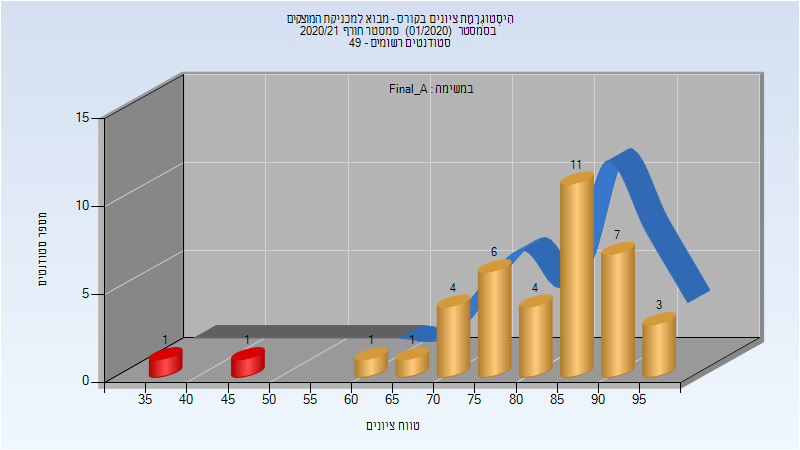 היסטוגרמת ציונים בקורס - מבוא למכניקת המוצקים
בסמסטר (01/2020) סמסטר חורף 2020/21
סטודנטים רשומים - 49
במשימה : Final_A
מספר סטודנטים
15
10
5
0
1
1
1
1
4
6
4
11
7
3
35 40 45 50 55 60 65 70 75 80 85 90 95
טווח ציונים